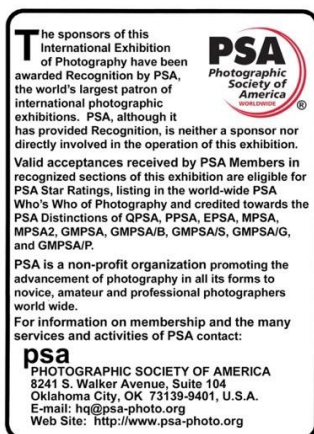 The sponsors of this
International Exhibition
of Photography have been
awarded Recognition by PSA,
the world's largest patron of
international photographic
exhibitions. PSA, although it
has provided Recognition, is neither a sponsor nor
directly involved in the operation of this exhibition.
PSA
Photographic
Society of
America
WORLDWIDE
®
Valid acceptances received by PSA Members in
recognized sections of this exhibition are eligible for
PSA Star Ratings, listing in the world-wide PSA
Who's Who of Photography and credited towards the
PSA Distinctions of QPSA, PPSA, EPSA, MPSA,
MPSA2, GMPSA, GMPSA/B, GMPSA/S, GMPSA/G,
and GMPSA/P.
PSA is a non-profit organization promoting the
advancement of photography in all its forms to
novice, amateur and professional photographers
world wide.
For information on membership and the many
services and activities of PSA contact:
psa
PHOTOGRAPHIC SOCIETY OF AMERICA
8241 S. Walker Avenue, Suite 104
Oklahoma City, OK 73139-9401, U.S.A.
E-mail: hq@psa-photo.org
Web Site: http://www.psa-photo.org